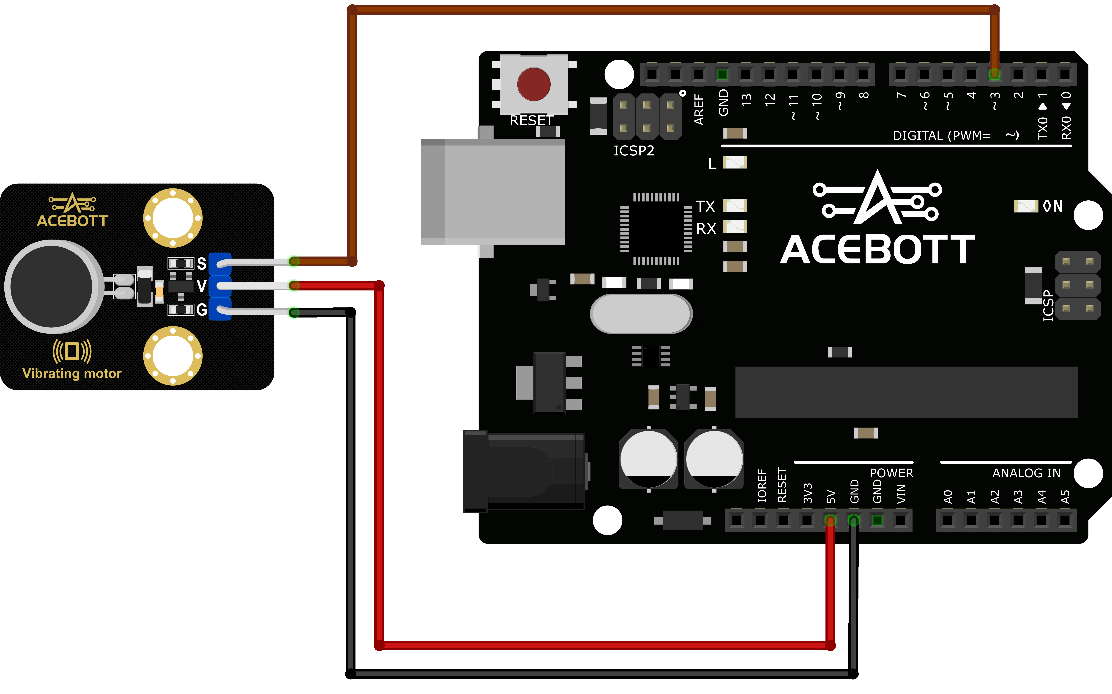 RESET
ICSP2
AREF
GND
13
12
~11
~10
~9
8
7
~6
~5
4
~3
2
TX0 ▶ 1
RX0 ◀ 0
DIGITAL (PWM= ~)
L
TX
RX
ON
ACEBOTT
ICSP
ACEBOTT
S
V
G
Vibrating motor
POWER
ANALOG IN
IOREF
RESET
3V3
5V
GND
GND
VIN
A0
A1
A2
A3
A4
A5